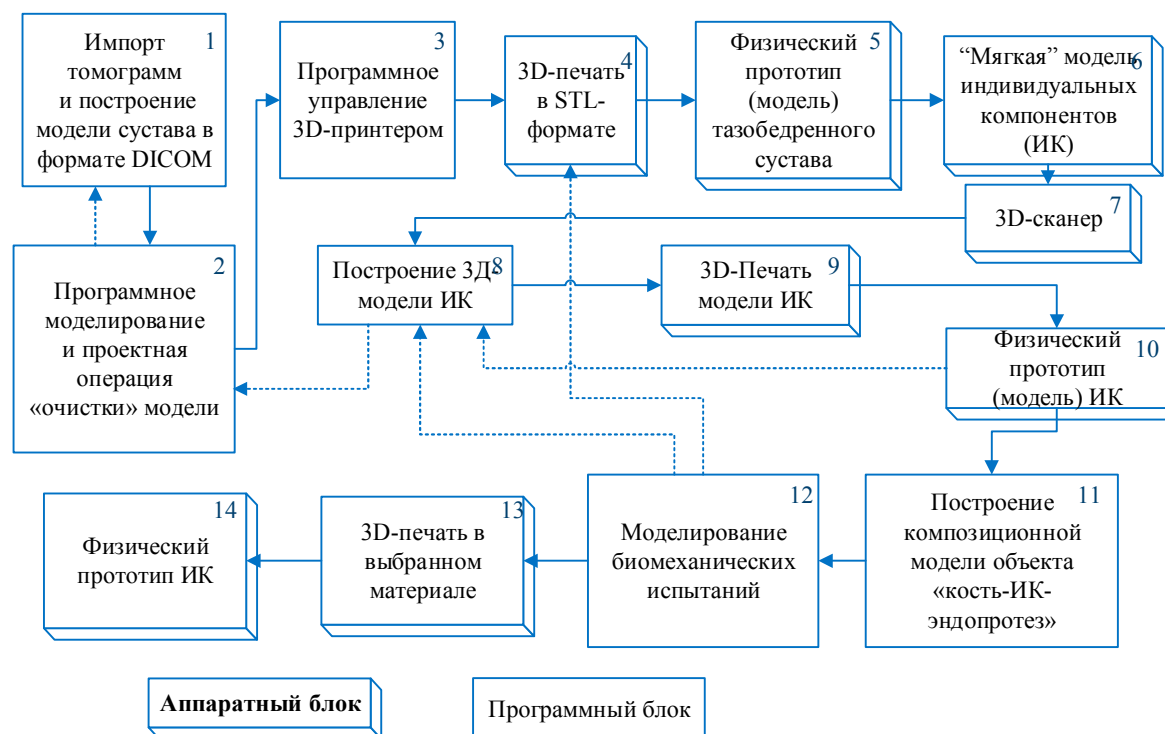 1
Импорт
томограмм
и построение
модели сустава в
формате DICOM
2
Программное
моделирование
и проектная
операция
«очистки» модели
3
Программное
управление
3D-принтером
4
3D-печать
в STL-
формате
5
Физический
прототип
(модель)
тазобедренного
сустава
6
“Мягкая” модель
индивидуальных
компонентов
(ИК)
7
3D-сканер
8
Построение 3Д-
модели ИК
9
3D-Печать
модели ИК
10
Физический
прототип
(модель) ИК
11
Построение
композиционной
модели объекта
«кость-ИК-
эндопротез»
12
Моделирование
биомеханических
испытаний
13
3D-печать в
выбранном
материале
14
Физический
прототип ИК
Аппаратный блок
Программный блок